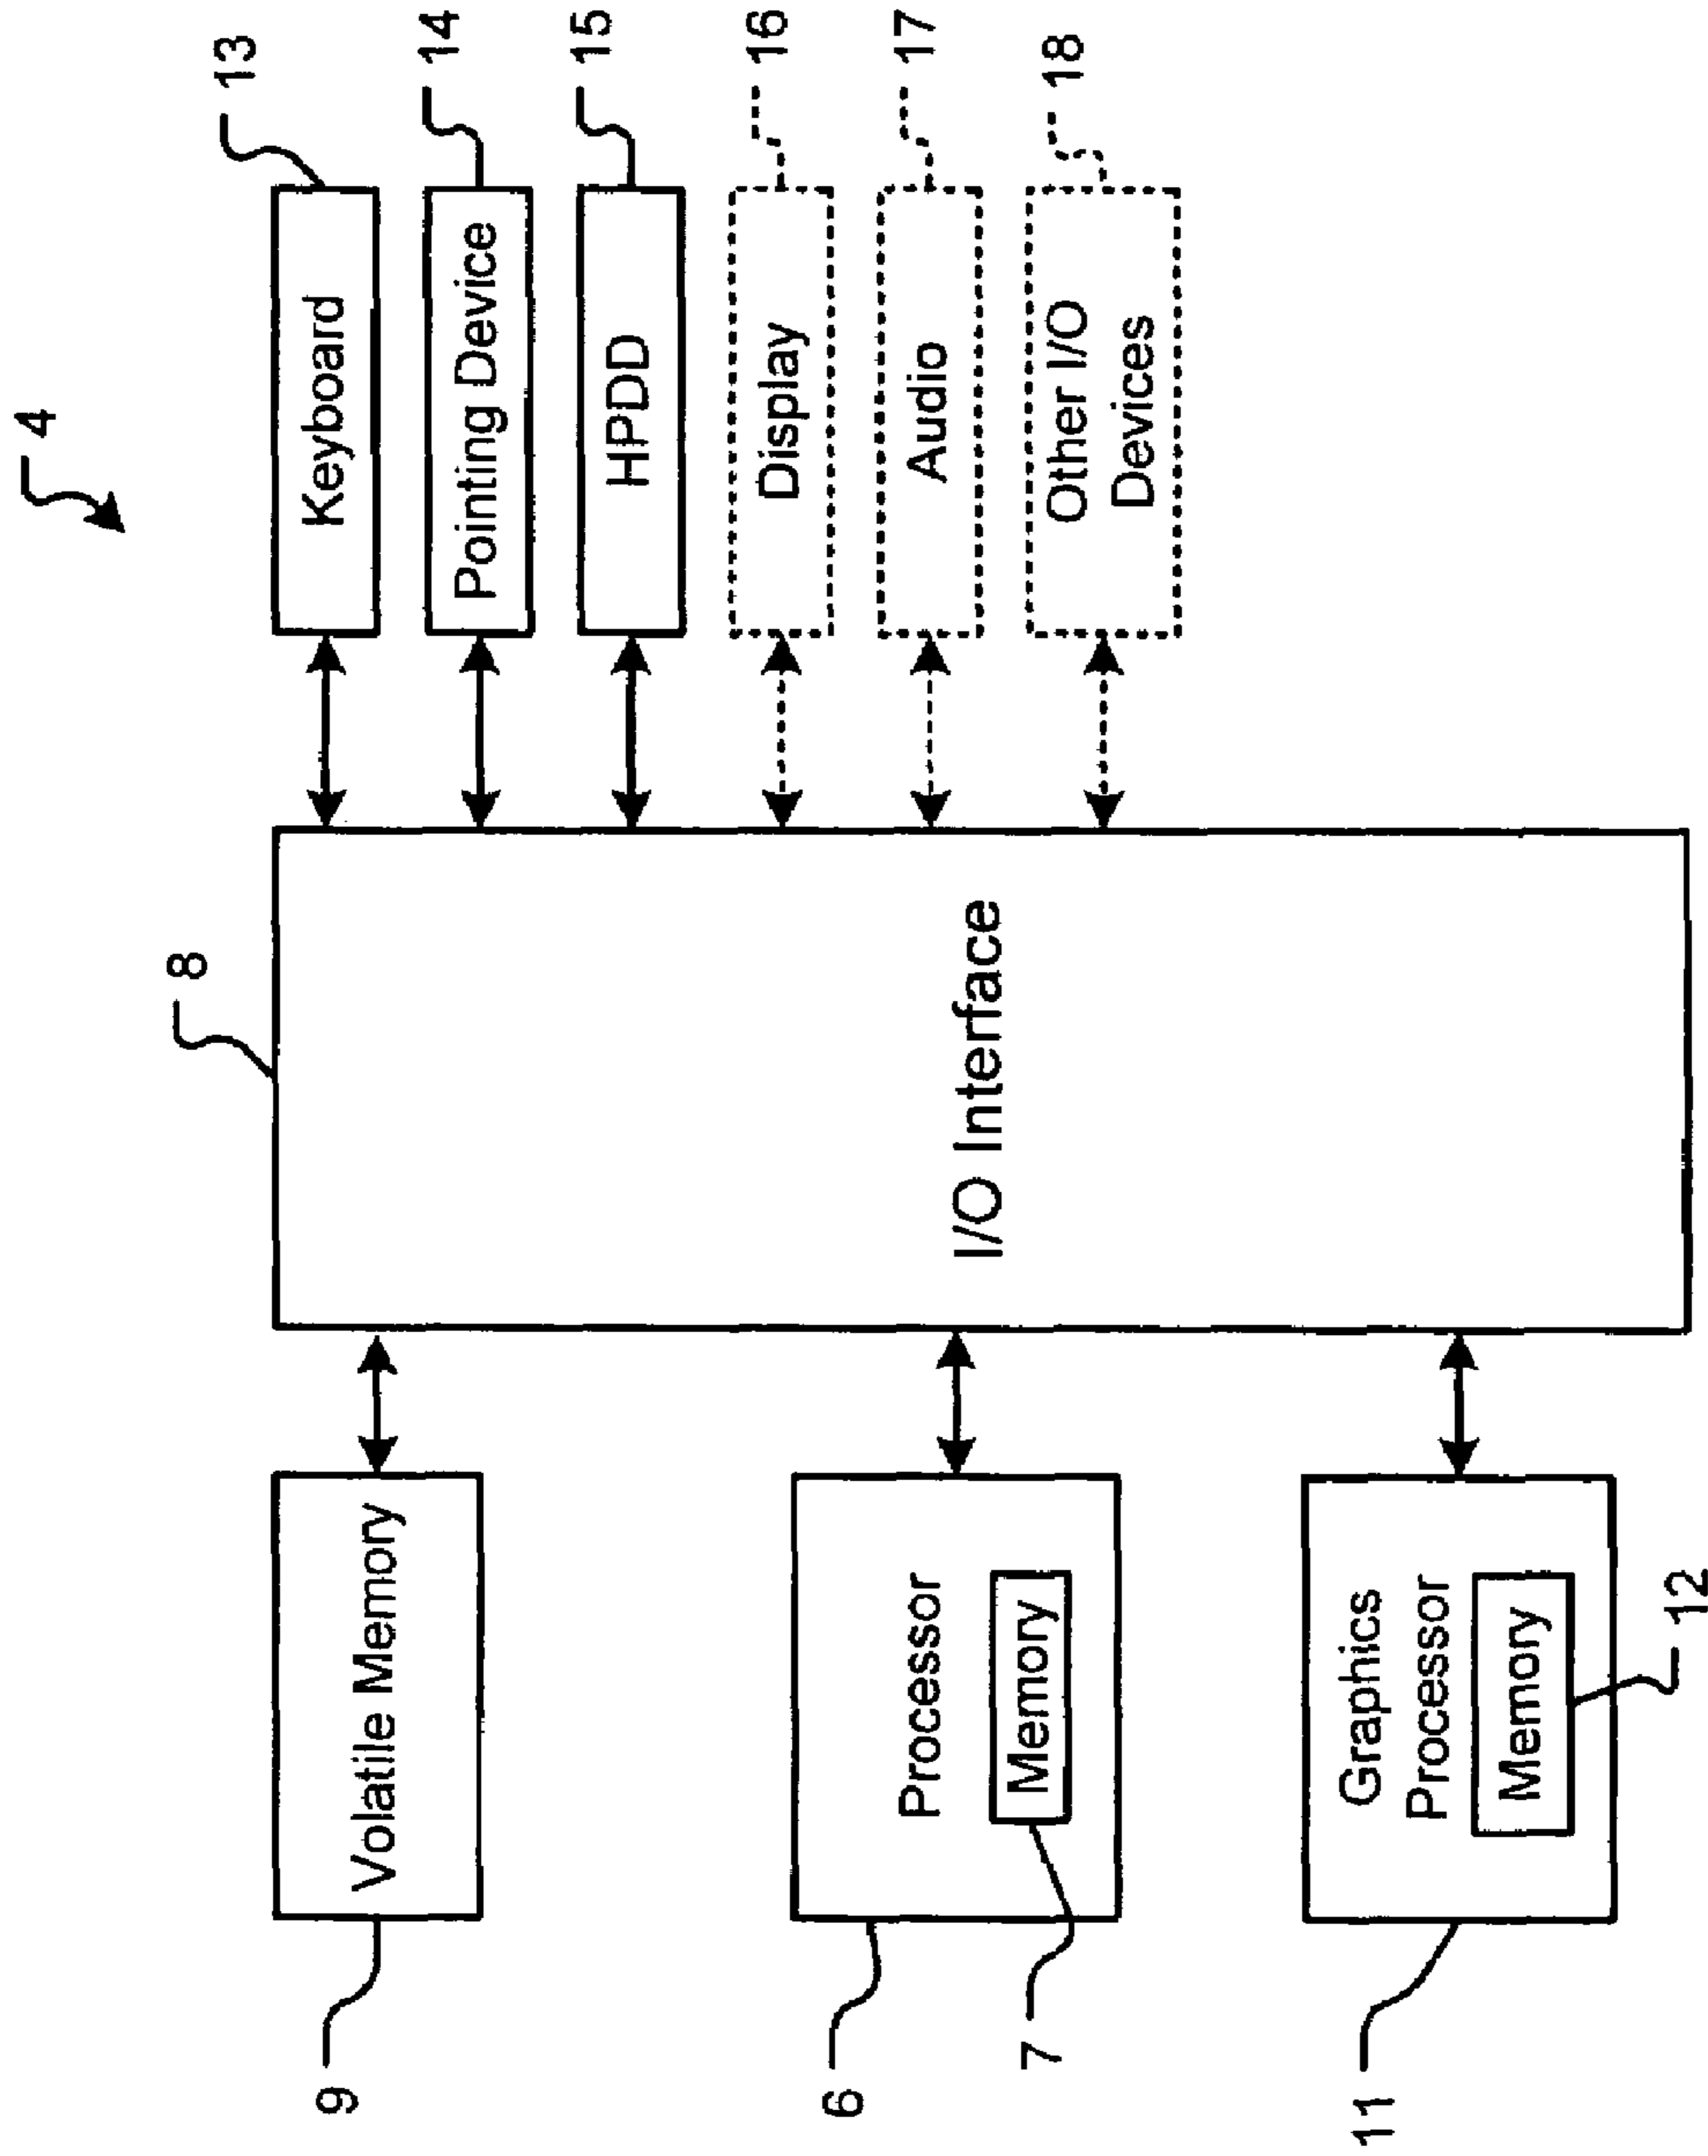 4
9
Volatile Memory
6
Processor
Memory
7
11
Graphics
Processor
Memory
12
8
I/O Interface
Keyboard
13
Pointing Device
14
HPDD
15
Display
16
Audio
17
Other I/O
Devices
18